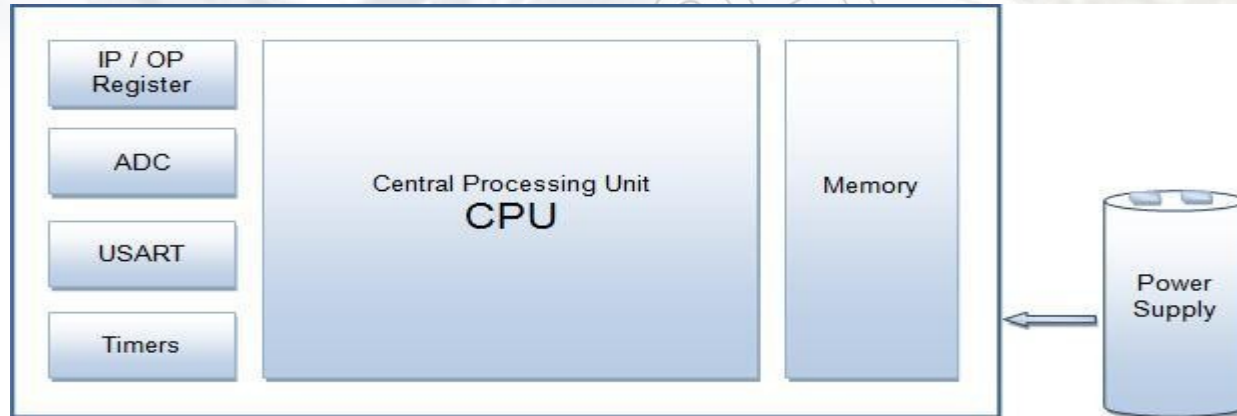 IP / OP
Register
ADC
USART
Timers
Central Processing Unit
CPU
Memory
Power
Supply